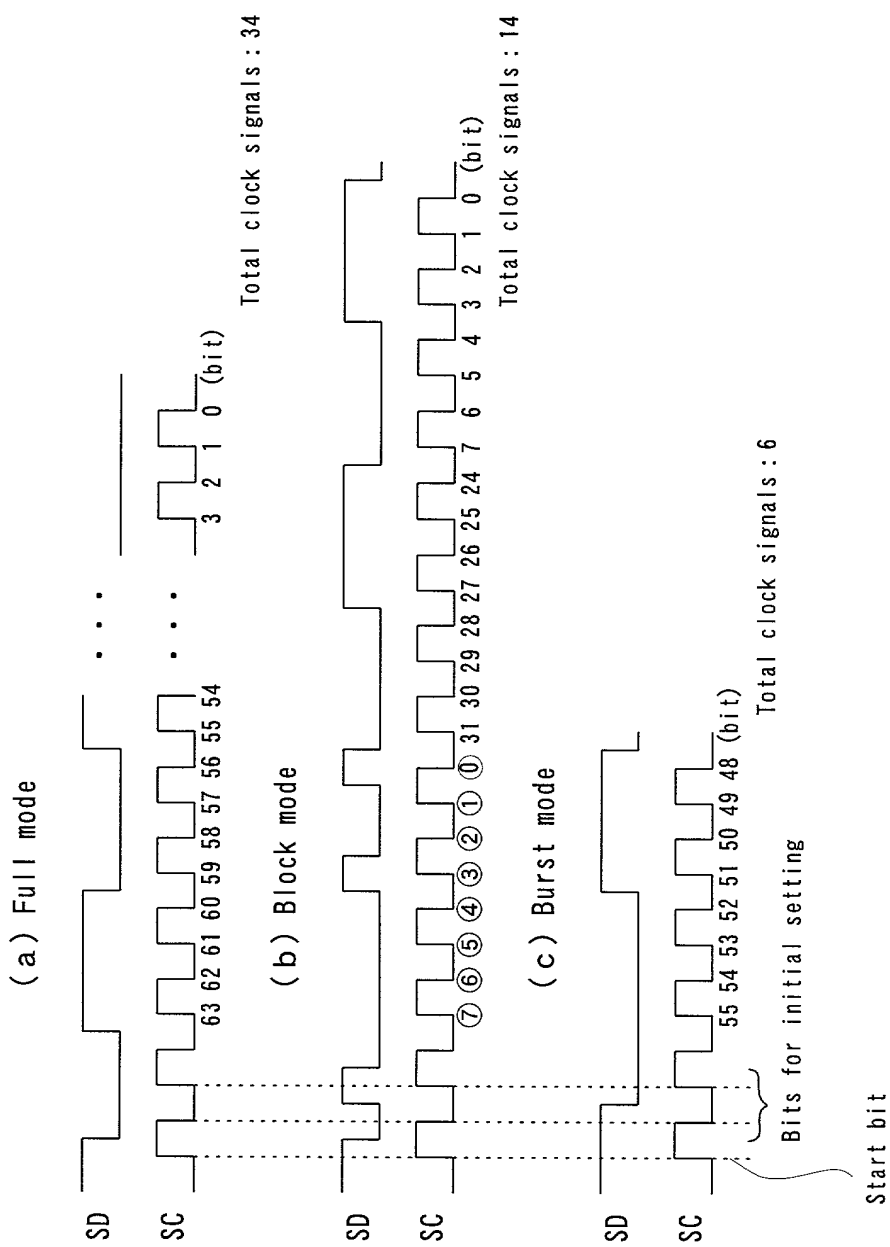 (a) Full mode
SD
SC
63 62 61 60 59 58 57 56 55 54
3 2 1 0 (bit)
Total clock signals : 34
(b) Block mode
SD
SC
⑦ ⑥ ⑤ ④ ③ ② ① ⓪ 31 30 29 28 27 26 25 24 7 6 5 4 3 2 1 0 (bit)
Total clock signals : 14
(c) Burst mode
SD
SC
55 54 53 52 51 50 49 48 (bit)
Total clock signals : 6
Bits for initial setting
Start bit